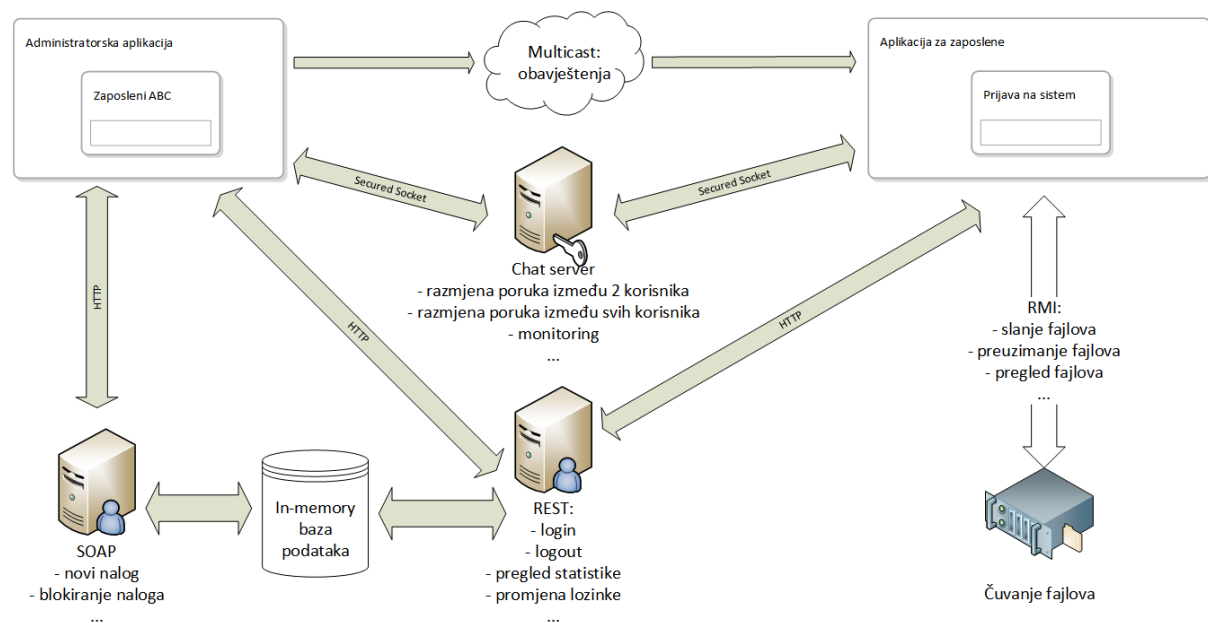 Administratorska aplikacija
Zaposleni ABC
Multicast:
obavještenja
Aplikacija za zaposlene
Prijava na sistem
Secured Socket
Secured Socket
HTTP
HTTP
HTTP
Chat server
- razmjena poruka između 2 korisnika
- razmjena poruka između svih korisnika
- monitoring
...
RMI:
- slanje fajlova
- preuzimanje fajlova
- pregled fajlova
...
SOAP
- novi nalog
- blokiranje naloga
...
In-memory
baza
podataka
REST:
- login
- logout
- pregled statistike
- promjena lozinke
...
Čuvanje fajlova